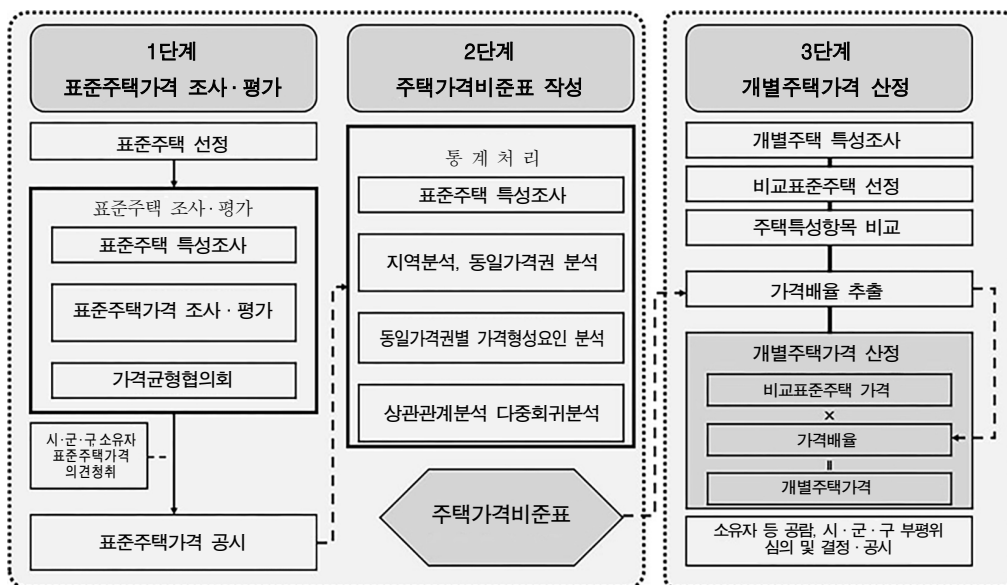 1단계
표준주택가격 조사·평가
표준주택 선정
표준주택 조사·평가
표준주택 특성조사
표준주택가격 조사·평가
가격균형협의회
시·군·구 소유자
표준주택가격
의견청취
표준주택가격 공시
2단계
주택가격비준표 작성
통계처리
표준주택 특성조사
지역분석, 동일가격권 분석
동일가격권별 가격형성요인 분석
상관관계분석 다중회귀분석
주택가격비준표
3단계
개별주택가격 산정
개별주택 특성조사
비교표준주택 선정
주택특성항목 비교
가격배율 추출
개별주택가격 산정
비교표준주택 가격
×
가격배율
=
개별주택가격
소유자 등 공람, 시·군·구 부평위
심의 및 결정·공시